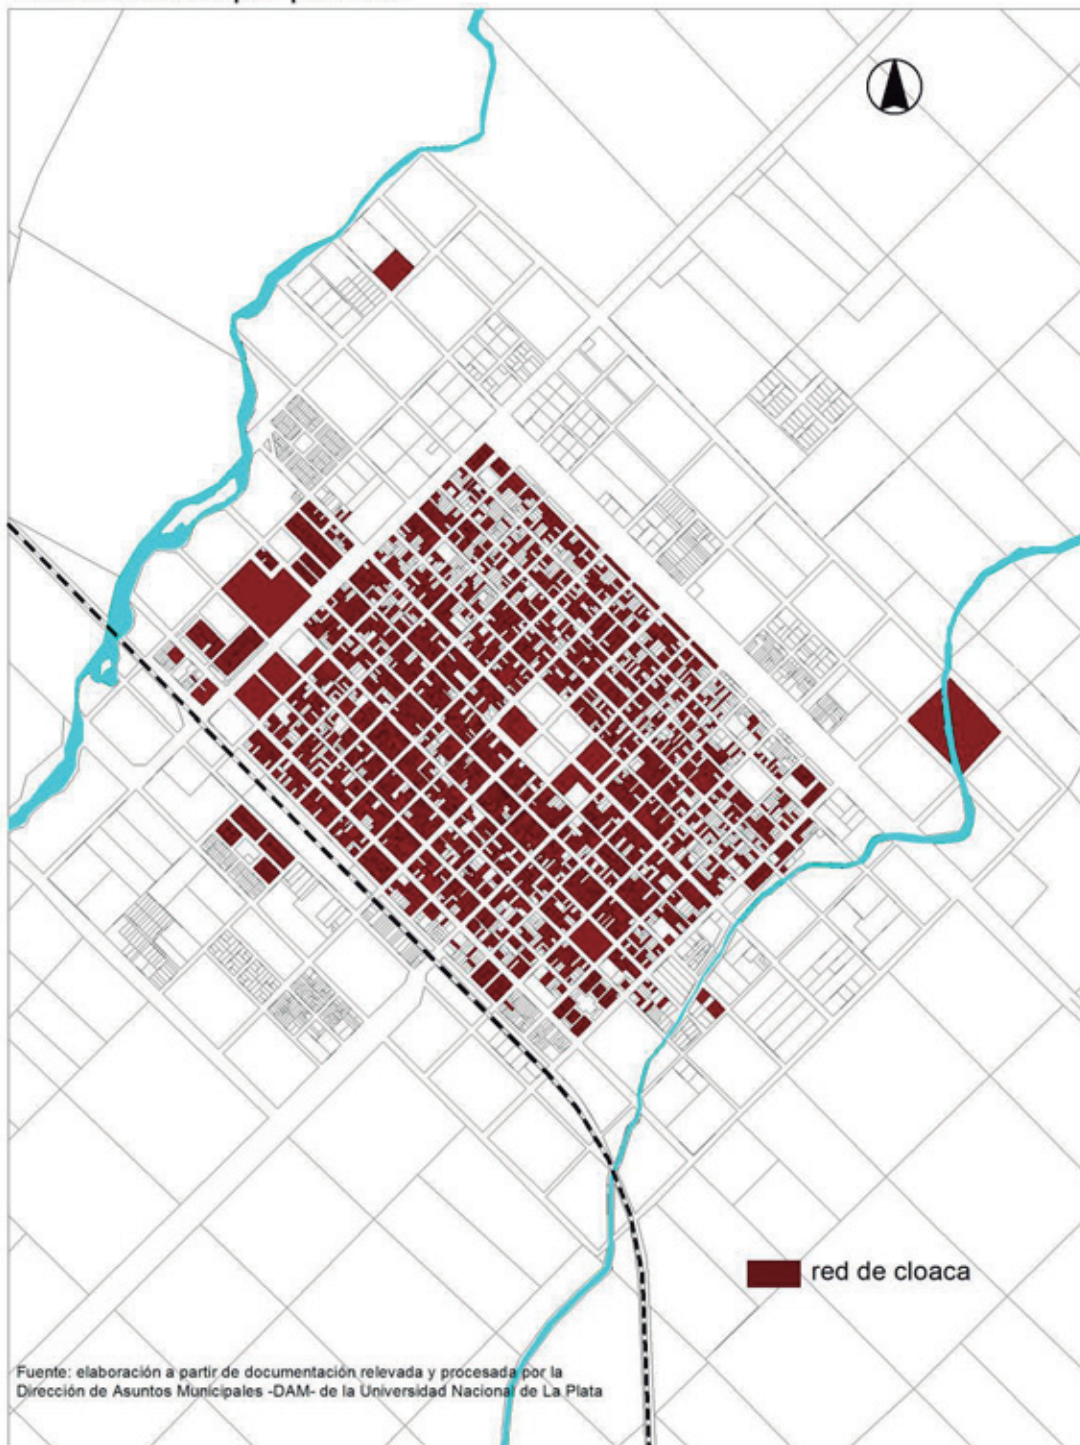 red de cloaca
Fuente: elaboración a partir de documentación relevada y procesada por la
Dirección de Asuntos Municipales -DAM- de la Universidad Nacional de La Plata